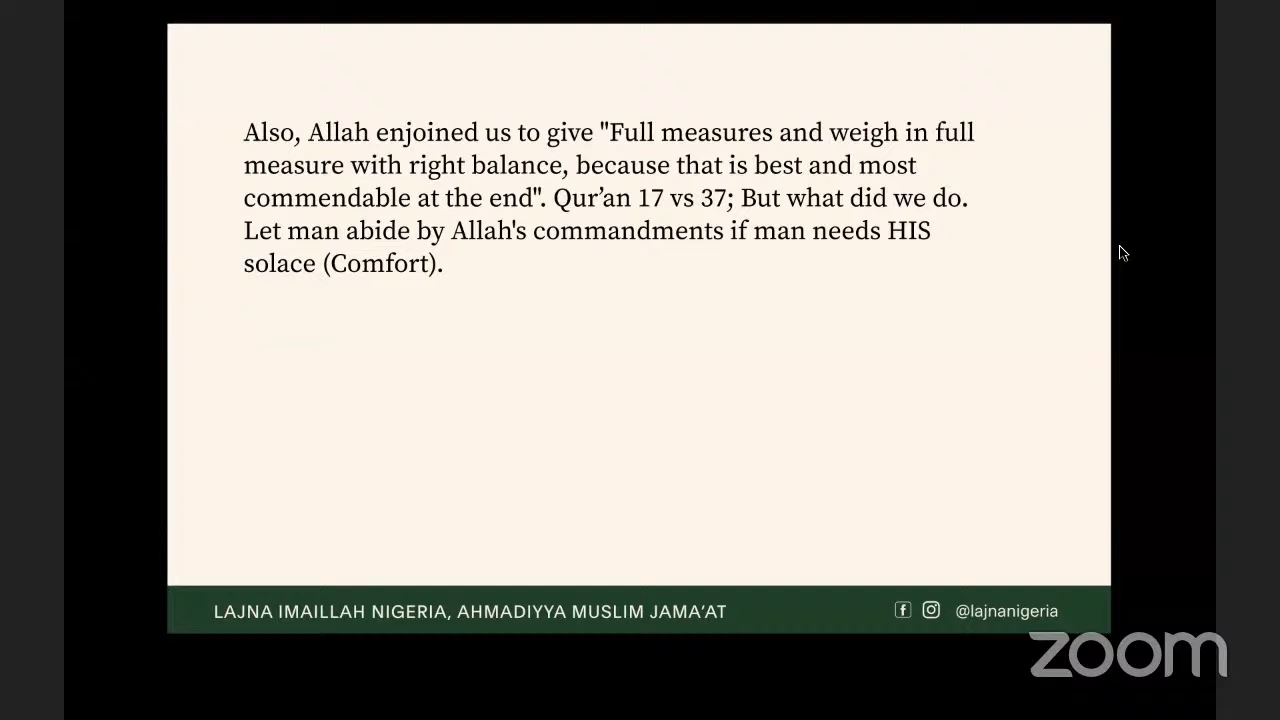 Also, Allah enjoined us to give "Full measures and weigh in full
measure with right balance, because that is best and most
commendable at the end". Qur’an 17 vs 37; But what did we do.
Let man abide by Allah's commandments if man needs HIS
solace (Comfort).
LAJNA IMAILLAH NIGERIA, AHMADIYYA MUSLIM JAMA’AT
@lajnanigeria
zoom